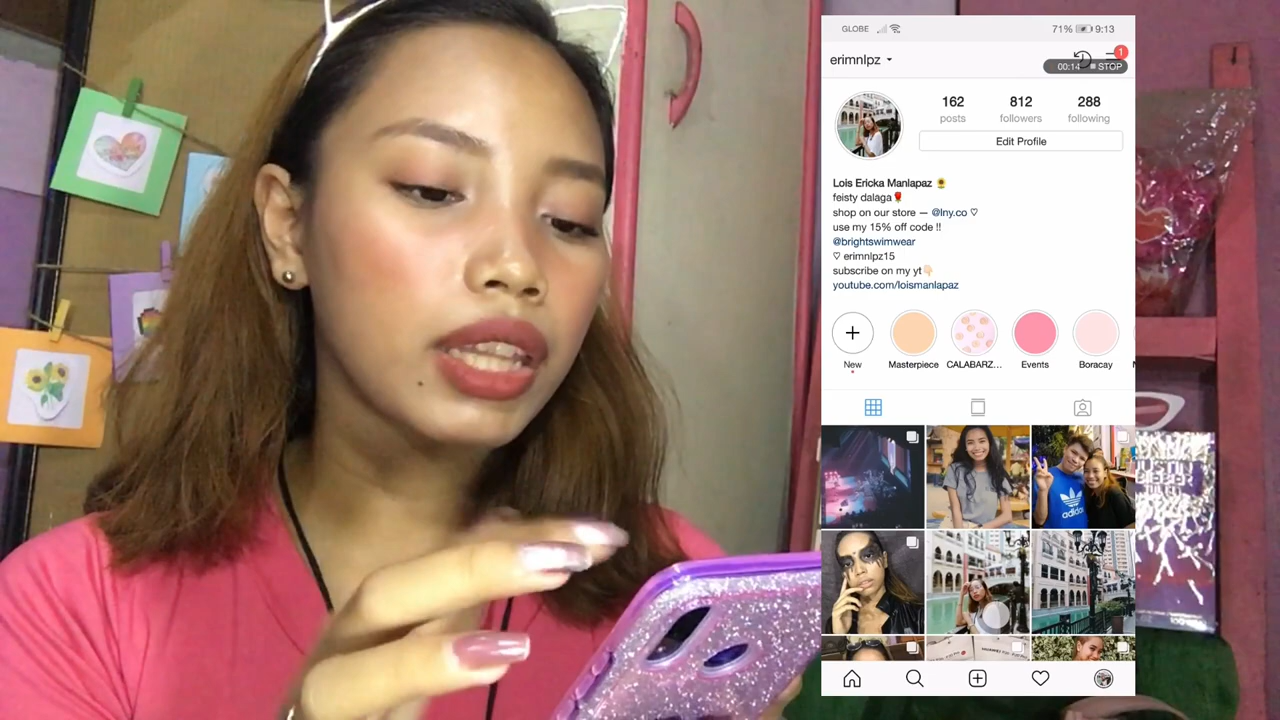 GLOBE 71% 9:13
erimnlpz 1
00:14 STOP
162 812 288
posts followers following
Edit Profile
Lois Ericka Manlapaz 🌻
feisty dalaga🌹
shop on our store — @lny.co ♡
use my 15% off code !!
@brightswimwear
♡ erimnlpz15
subscribe on my yt👇🏻
youtube.com/loismanlapaz
New Masterpiece CALABARZ... Events Boracay
adidas